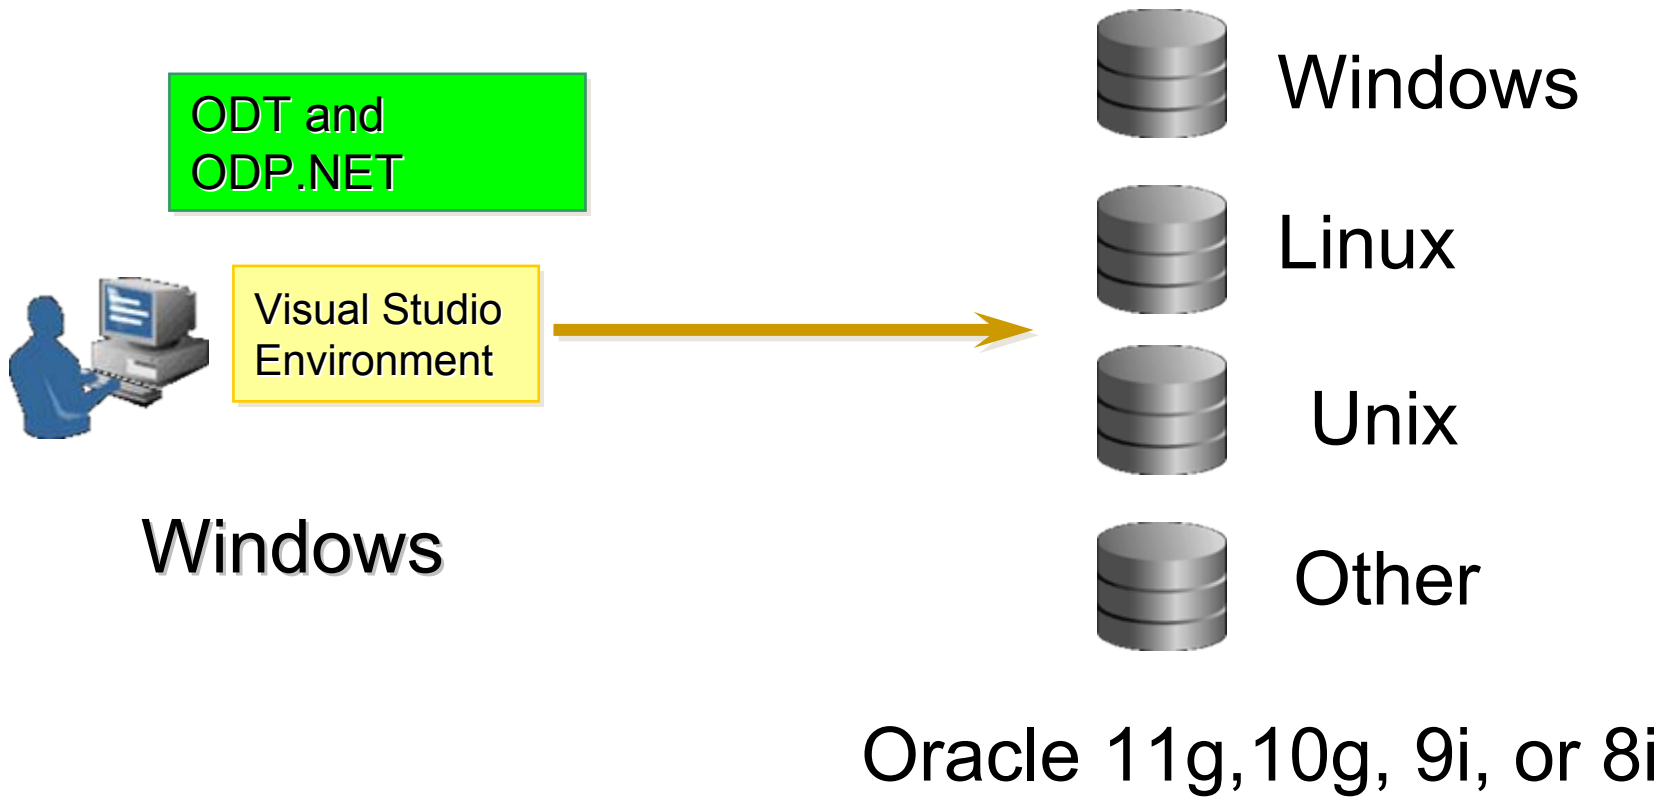 ODT and
ODP.NET
Visual Studio
Environment
Windows
Windows
Linux
Unix
Other
Oracle 11g,10g, 9i, or 8i